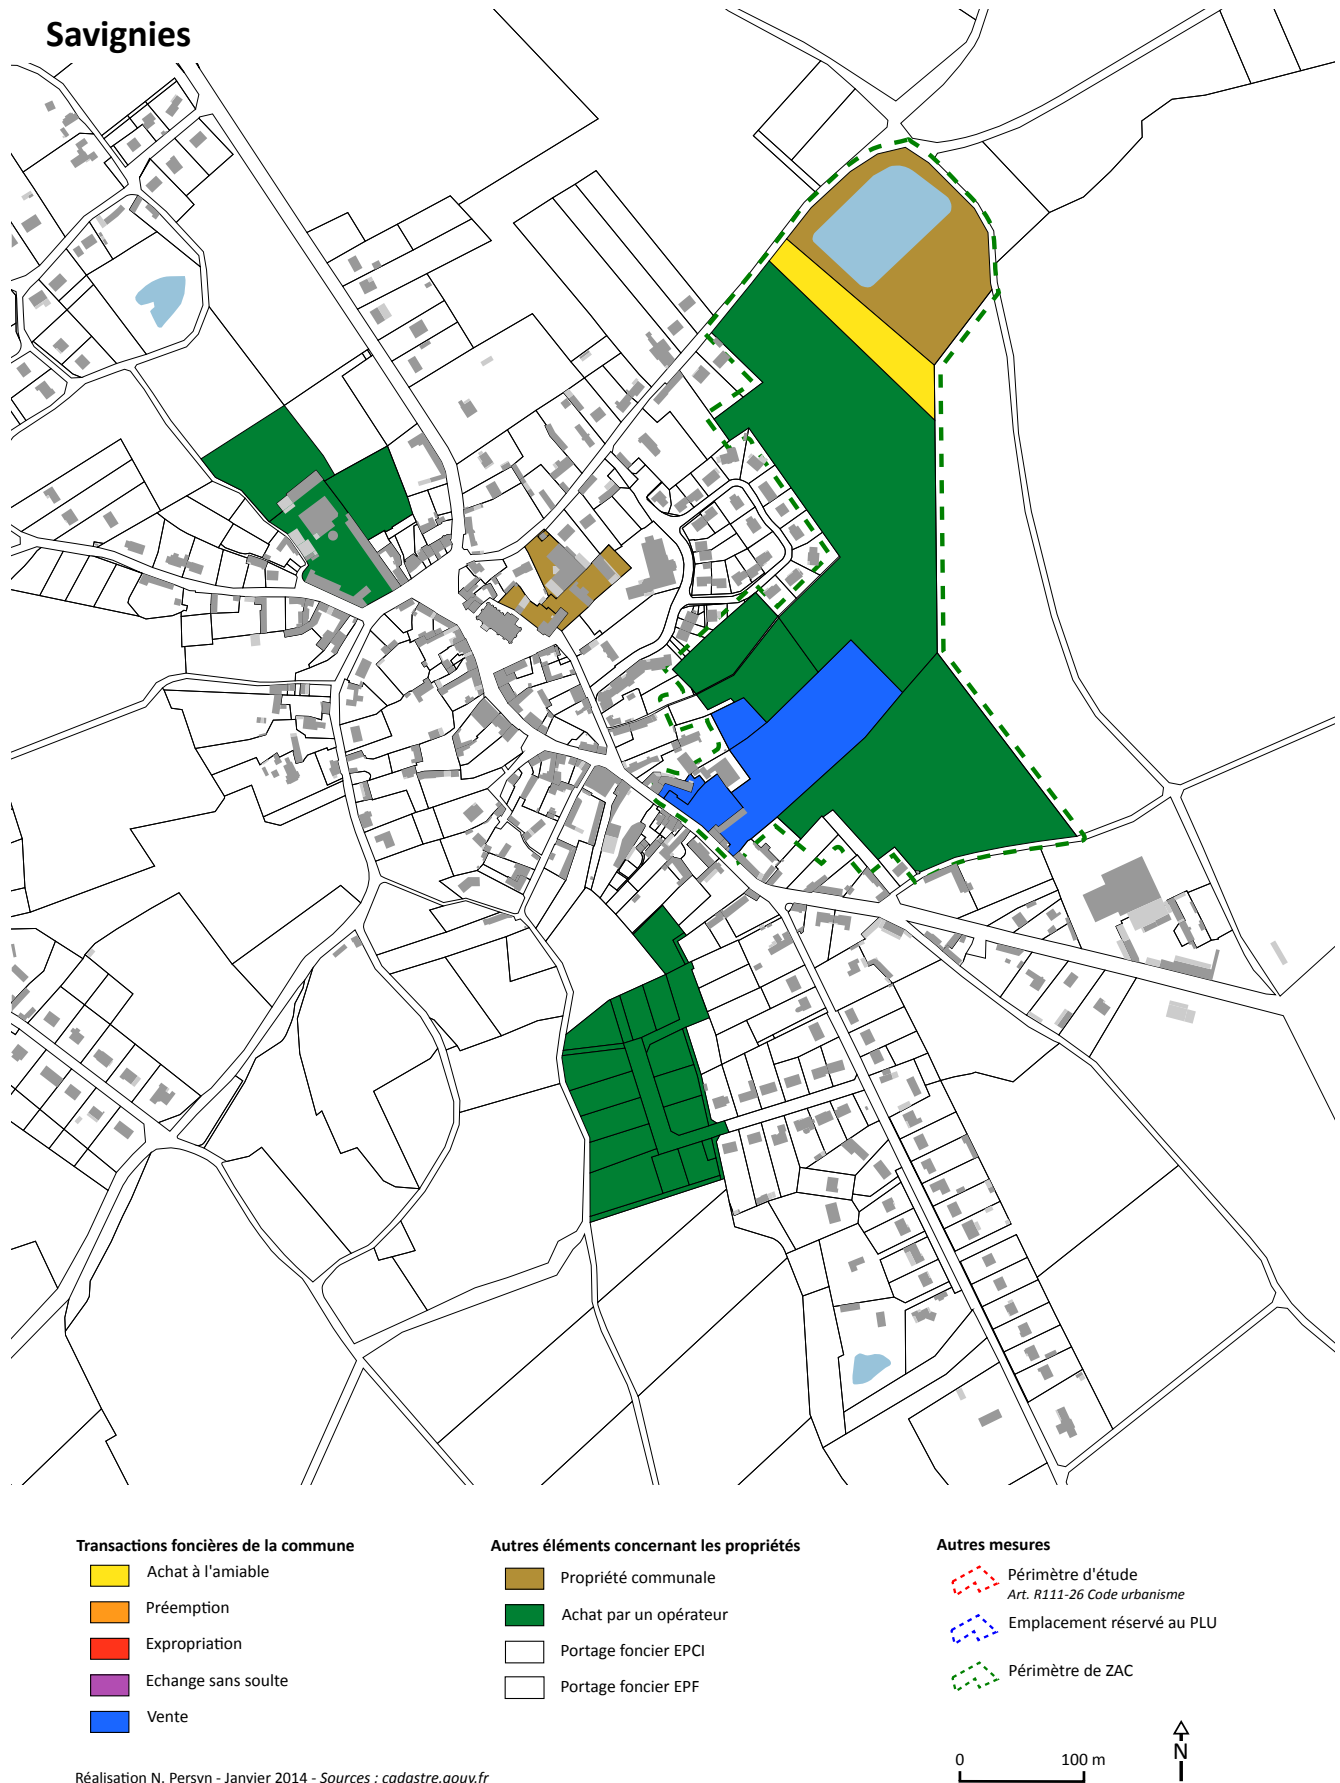 Savignies
Transactions foncières de la commune
Achat à l'amiable
Préemption
Expropriation
Echange sans soulte
Vente
Autres éléments concernant les propriétés
Propriété communale
Achat par un opérateur
Portage foncier EPCI
Portage foncier EPF
Autres mesures
Périmètre d'étude
Art. R111-26 Code urbanisme
Emplacement réservé au PLU
Périmètre de ZAC
0 100 m
N
Réalisation N. Persyn - Janvier 2014 - Sources : cadastre.gouv.fr